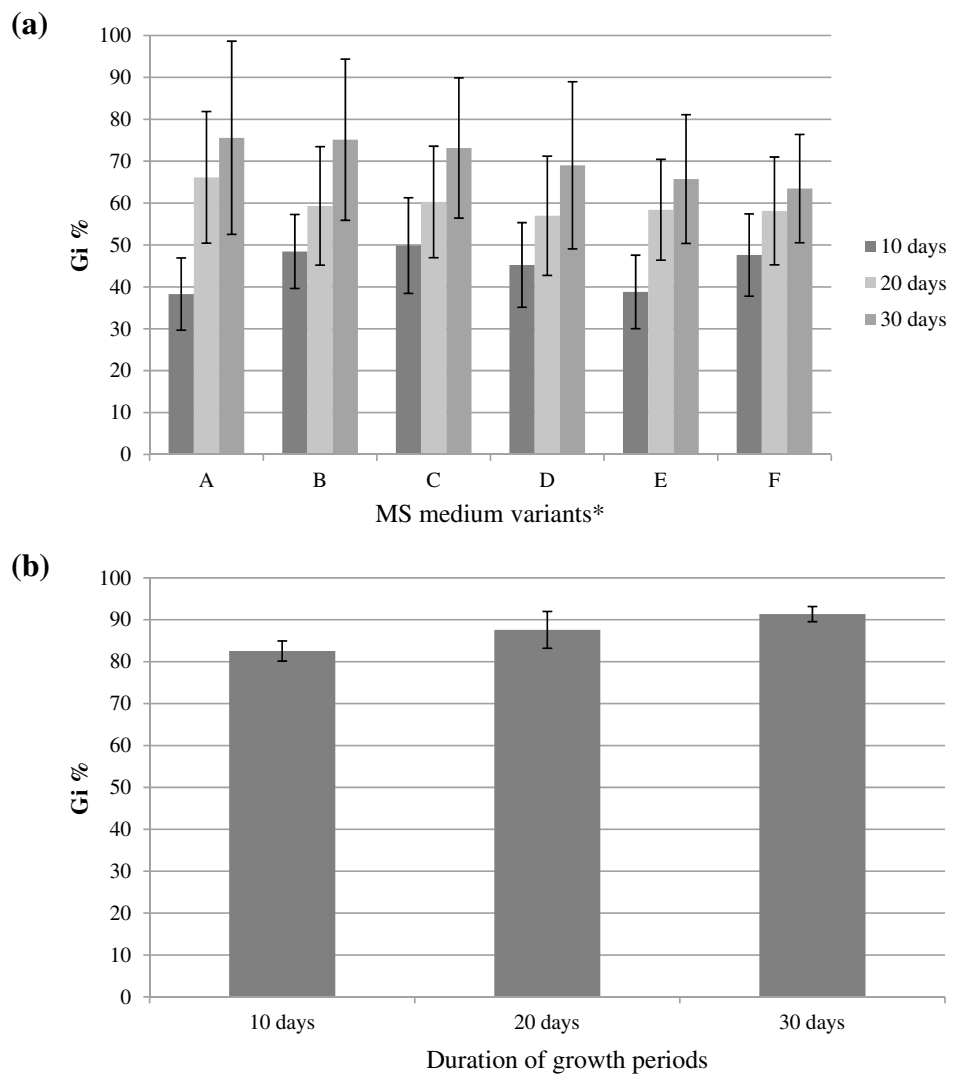 (a)
100
90
80
70
60
50
40
30
20
10
0
Gi %
A B C D E F
MS medium variants*
10 days
20 days
30 days
(b)
100
90
80
70
60
50
40
30
20
10
0
Gi %
10 days 20 days 30 days
Duration of growth periods